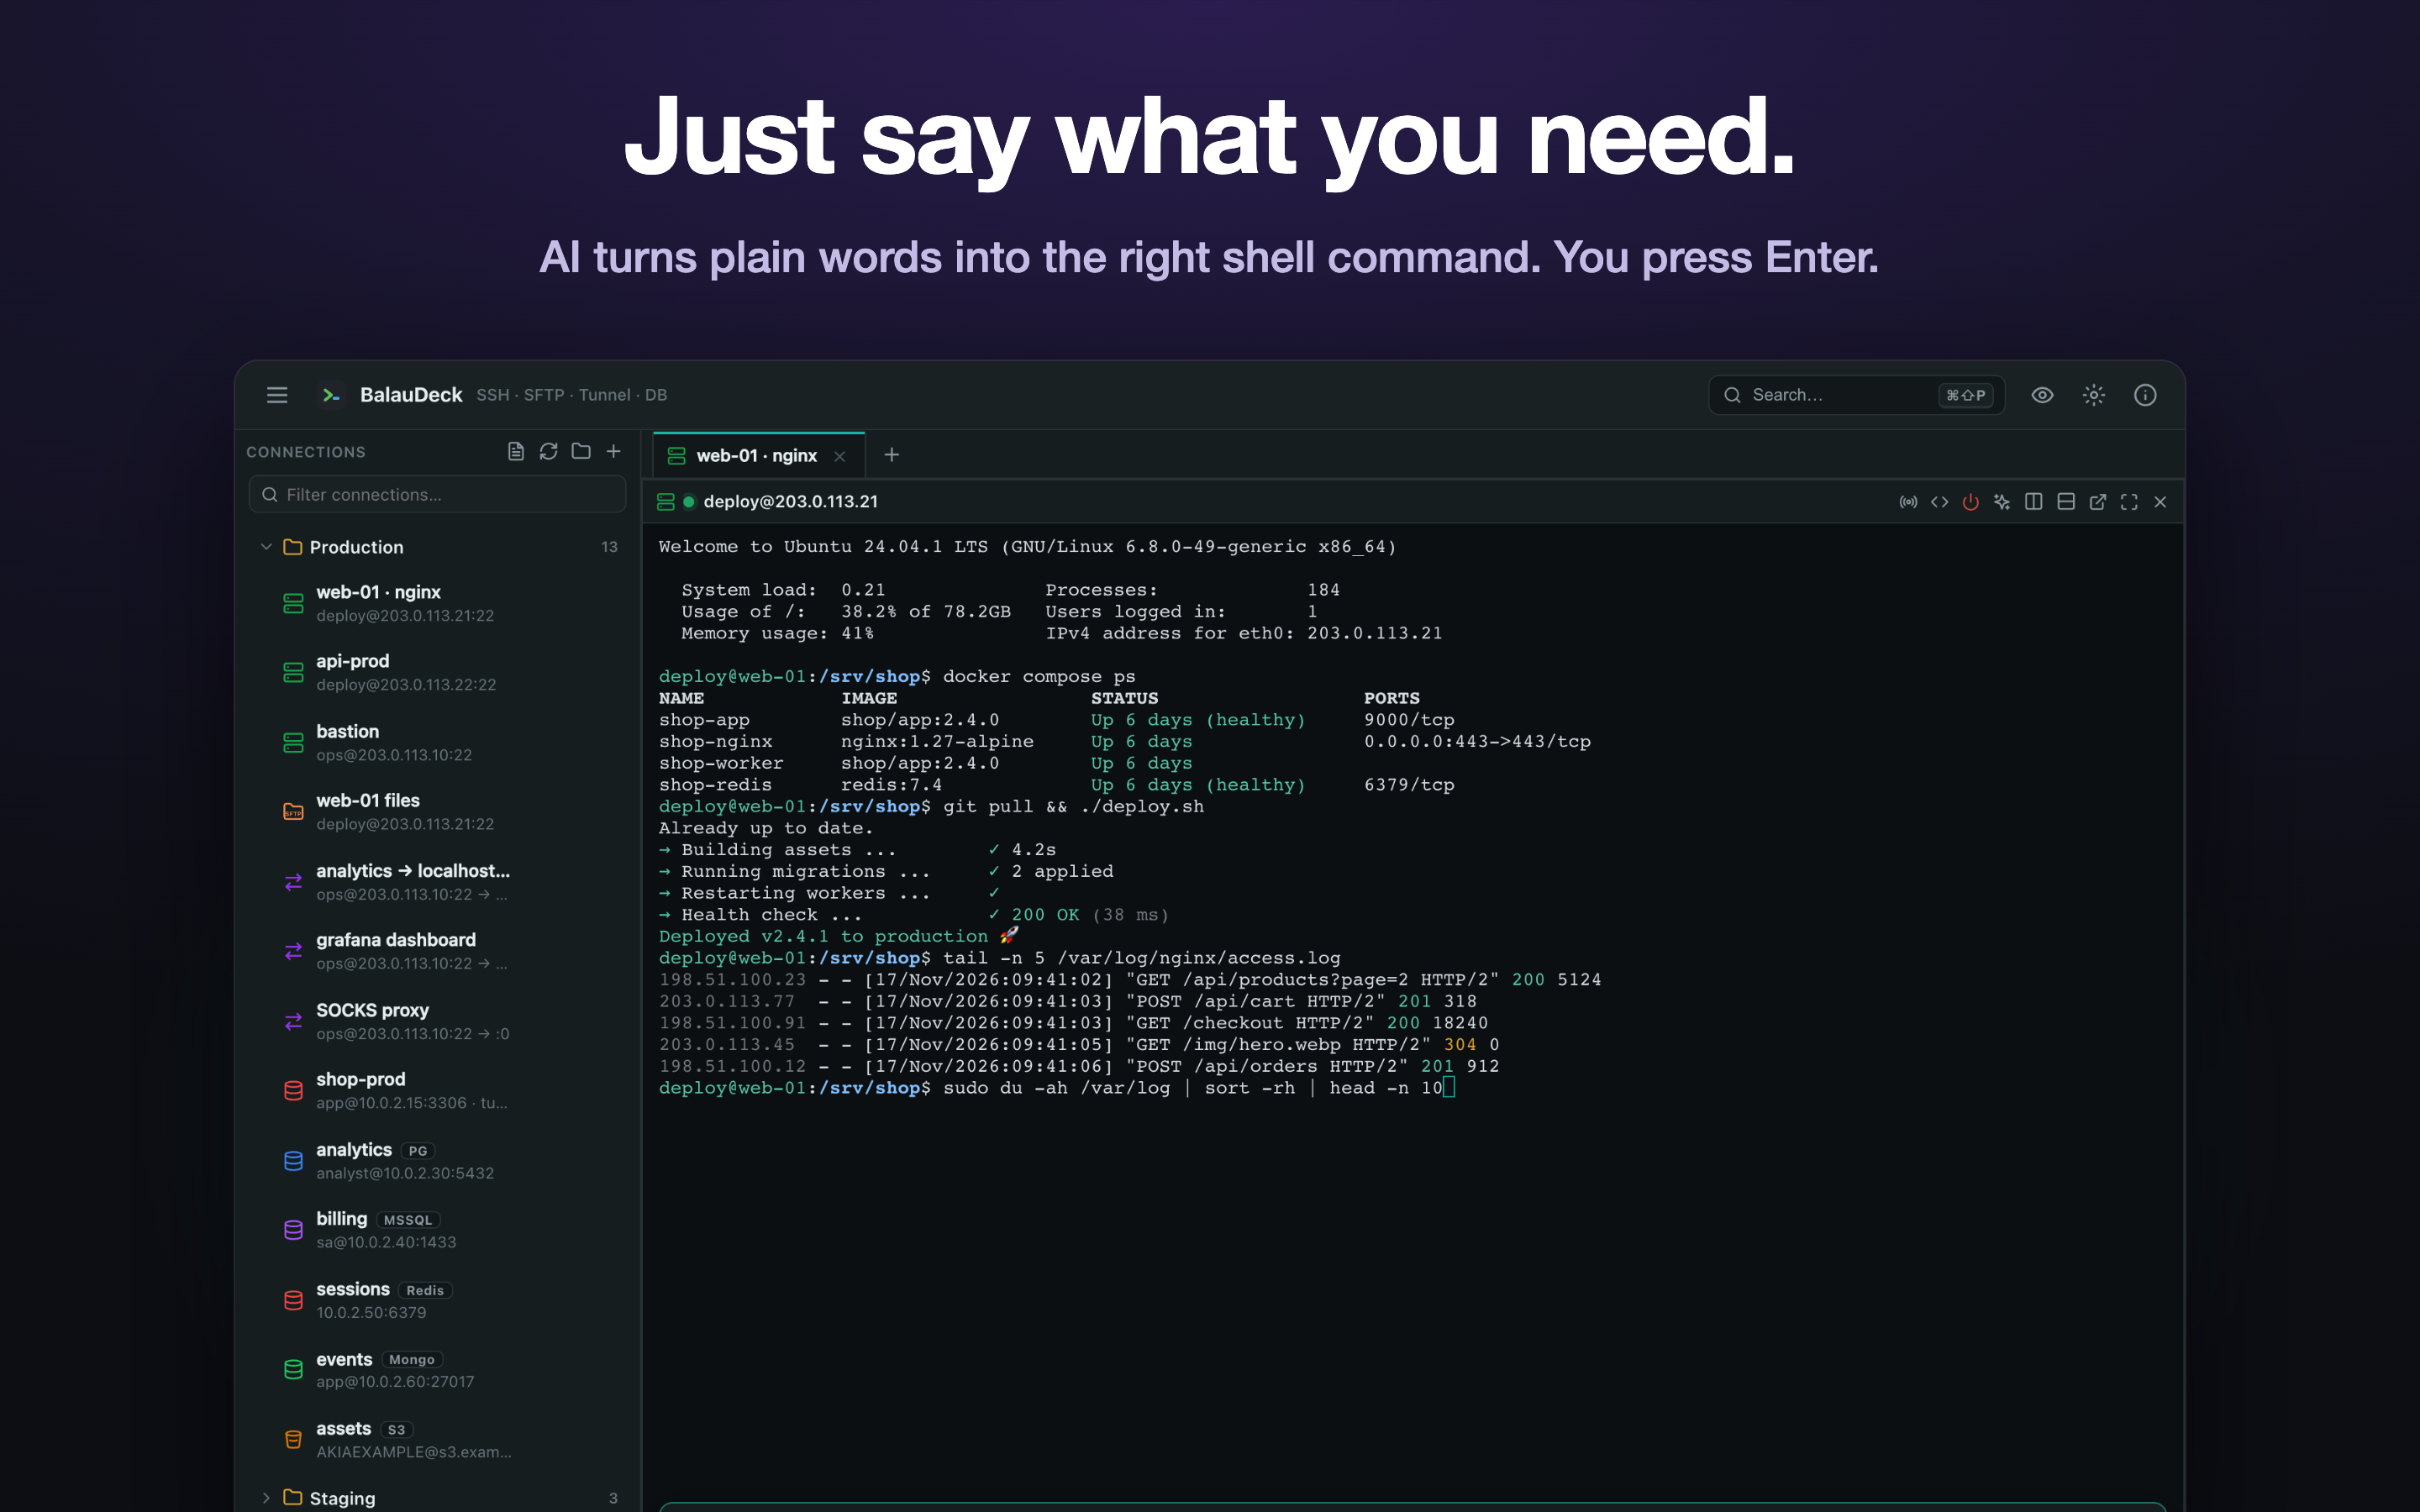 Just say what you need.
AI turns plain words into the right shell command. You press Enter.
BalauDeck SSH · SFTP · Tunnel · DB
Search… ⌘⇧P
CONNECTIONS
Filter connections…
Production 13
web-01 · nginx
deploy@203.0.113.21:22
api-prod
deploy@203.0.113.22:22
bastion
ops@203.0.113.10:22
SFTP
web-01 files
deploy@203.0.113.21:22
analytics → localhost…
ops@203.0.113.10:22 → …
grafana dashboard
ops@203.0.113.10:22 → …
SOCKS proxy
ops@203.0.113.10:22 → :0
shop-prod
app@10.0.2.15:3306 · tu…
analytics PG
analyst@10.0.2.30:5432
billing MSSQL
sa@10.0.2.40:1433
sessions Redis
10.0.2.50:6379
events Mongo
app@10.0.2.60:27017
assets S3
AKIAEXAMPLE@s3.exam…
Staging 3
web-01 · nginx
deploy@203.0.113.21
Welcome to Ubuntu 24.04.1 LTS (GNU/Linux 6.8.0-49-generic x86_64)
System load: 0.21 Processes: 184
Usage of /: 38.2% of 78.2GB Users logged in: 1
Memory usage: 41% IPv4 address for eth0: 203.0.113.21
deploy@web-01:/srv/shop$ docker compose ps
NAME IMAGE STATUS PORTS
shop-app shop/app:2.4.0 Up 6 days (healthy) 9000/tcp
shop-nginx nginx:1.27-alpine Up 6 days 0.0.0.0:443->443/tcp
shop-worker shop/app:2.4.0 Up 6 days
shop-redis redis:7.4 Up 6 days (healthy) 6379/tcp
deploy@web-01:/srv/shop$ git pull && ./deploy.sh
Already up to date.
→ Building assets ... ✓ 4.2s
→ Running migrations ... ✓ 2 applied
→ Restarting workers ... ✓
→ Health check ... ✓ 200 OK (38 ms)
Deployed v2.4.1 to production 🚀
deploy@web-01:/srv/shop$ tail -n 5 /var/log/nginx/access.log
198.51.100.23 - - [17/Nov/2026:09:41:02] "GET /api/products?page=2 HTTP/2" 200 5124
203.0.113.77 - - [17/Nov/2026:09:41:03] "POST /api/cart HTTP/2" 201 318
198.51.100.91 - - [17/Nov/2026:09:41:03] "GET /checkout HTTP/2" 200 18240
203.0.113.45 - - [17/Nov/2026:09:41:05] "GET /img/hero.webp HTTP/2" 304 0
198.51.100.12 - - [17/Nov/2026:09:41:06] "POST /api/orders HTTP/2" 201 912
deploy@web-01:/srv/shop$ sudo du -ah /var/log | sort -rh | head -n 10